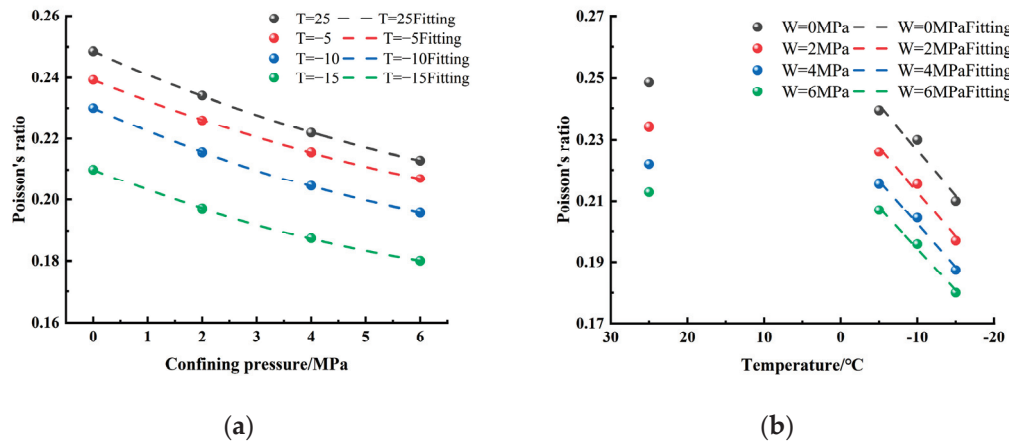 T=25 T=25Fitting
T=−5 T=−5Fitting
T=−10 T=−10Fitting
T=−15 T=−15Fitting
0.26
0.24
0.22
0.20
0.18
0.16
Poisson's ratio
0 1 2 3 4 5 6
Confining pressure/MPa
(a)
W=0MPa W=0MPaFitting
W=2MPa W=2MPaFitting
W=4MPa W=4MPaFitting
W=6MPa W=6MPaFitting
0.27
0.25
0.23
0.21
0.19
0.17
Poisson's ratio
30 20 10 0 -10 -20
Temperature/°C
(b)